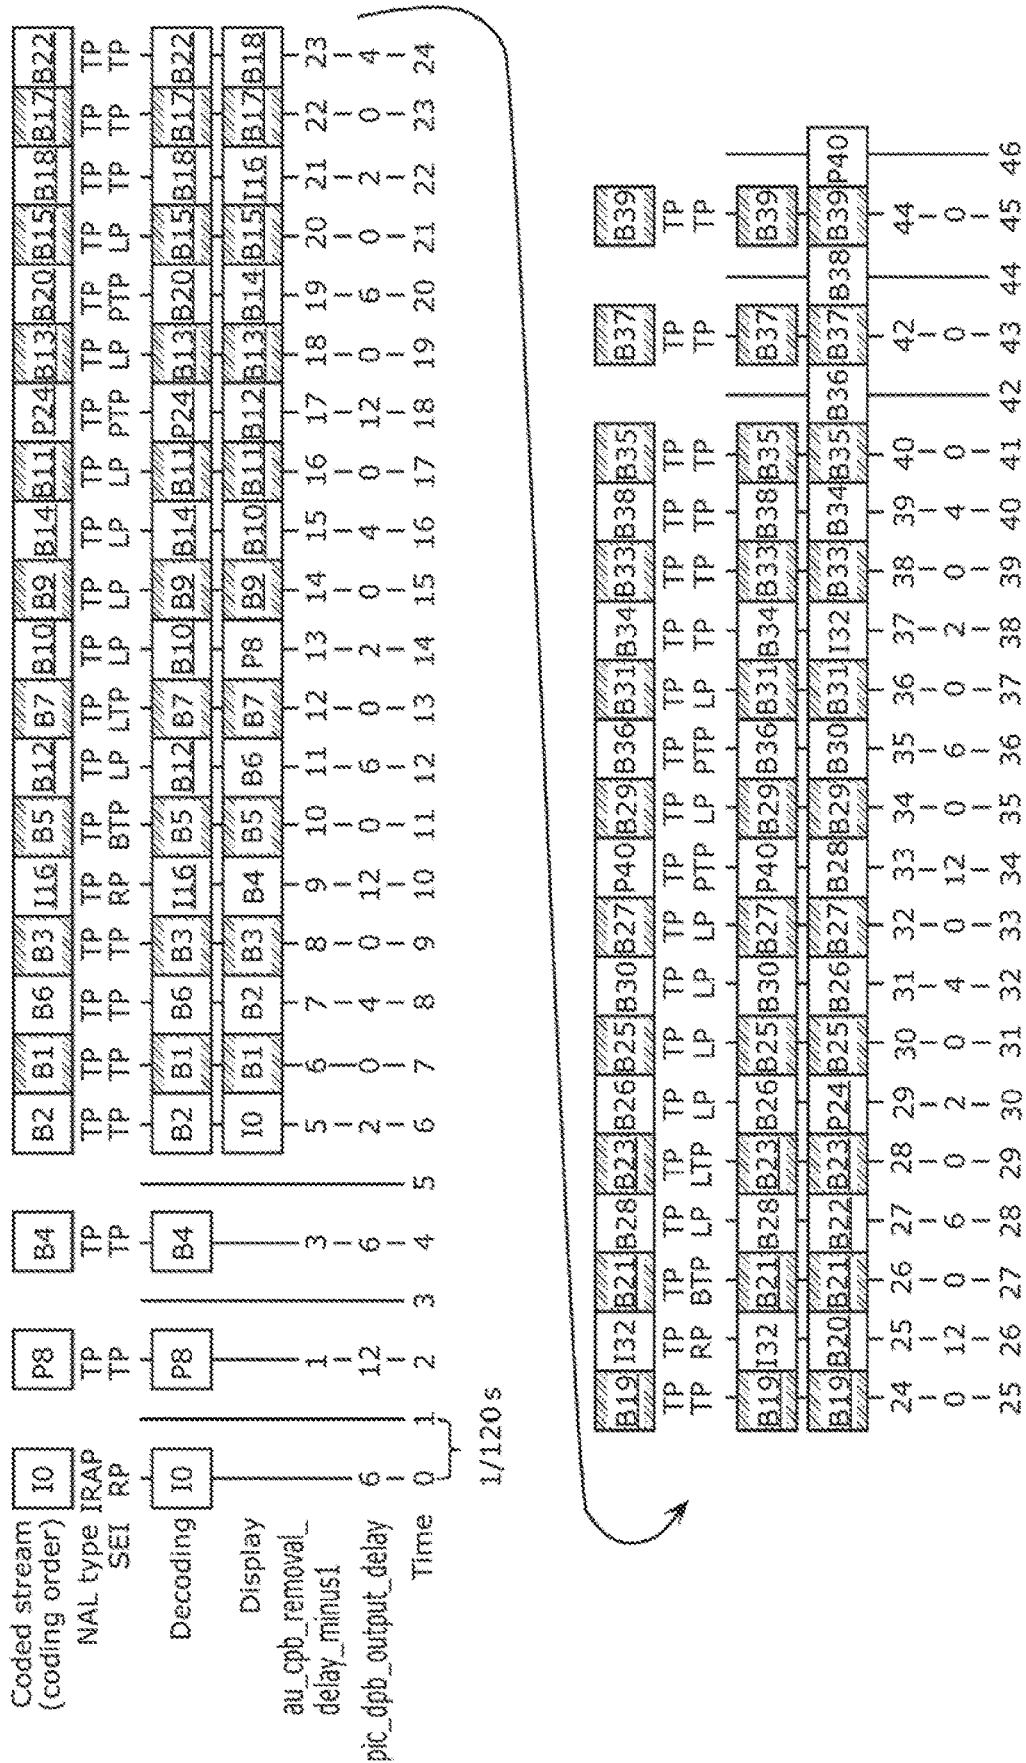 Coded stream
(coding order) I0 P8 B4 B2 B1 B6 B3 I16 B5 B12 B7 B10 B9 B14 B11 P24 B13 B20 B15 B18 B17 B22
NAL type IRAP TP TP TP TP TP TP TP TP TP TP TP TP TP TP TP TP TP TP TP TP TP
SEI RP TP TP TP TP TP TP RP BTP LP LTP LP LP LP LP PTP LP PTP LP TP TP TP
Decoding I0 P8 B4 B2 B1 B6 B3 I16 B5 B12 B7 B10 B9 B14 B11 P24 B13 B20 B15 B18 B17 B22
Display I0 B1 B2 B3 B4 B5 B6 B7 P8 B9 B10 B11 B12 B13 B14 B15 I16 B17 B18
au_cpb_removal_
delay_minus1 1 3 5 6 7 8 9 10 11 12 13 14 15 16 17 18 19 20 21 22 23
pic_dpb_output_delay 6 12 6 2 0 4 0 12 0 6 0 2 0 4 0 12 0 6 0 2 0 4
Time 0 1 2 3 4 5 6 7 8 9 10 11 12 13 14 15 16 17 18 19 20 21 22 23 24
1/120 s
B19 I32 B21 B28 B23 B26 B25 B30 B27 P40 B29 B36 B31 B34 B33 B38 B35 B37 B39
TP TP TP TP TP TP TP TP TP TP TP TP TP TP TP TP TP TP TP
TP RP BTP LP LTP LP LP LP LP PTP LP PTP LP TP TP TP TP TP TP
B19 I32 B21 B28 B23 B26 B25 B30 B27 P40 B29 B36 B31 B34 B33 B38 B35 B37 B39
B19 B20 B21 B22 B23 P24 B25 B26 B27 B28 B29 B30 B31 I32 B33 B34 B35 B36 B37 B38 B39 P40
24 25 26 27 28 29 30 31 32 33 34 35 36 37 38 39 40 42 44
0 12 0 6 0 2 0 4 0 12 0 6 0 2 0 4 0 0 0
25 26 27 28 29 30 31 32 33 34 35 36 37 38 39 40 41 42 43 44 45 46